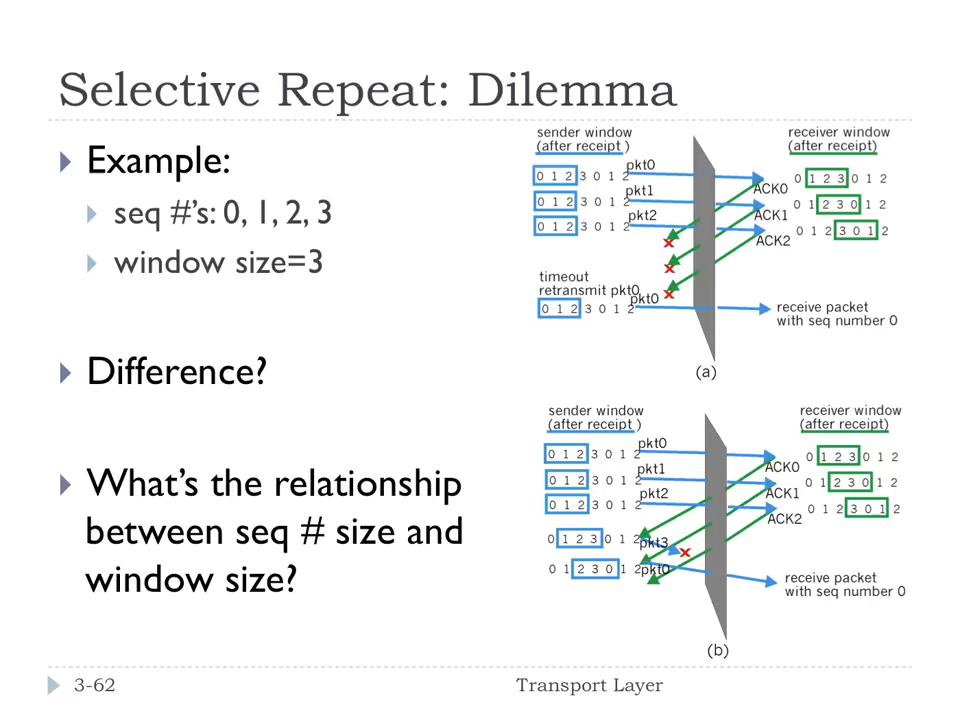 Selective Repeat: Dilemma
Example:
seq #’s: 0, 1, 2, 3
window size=3
Difference?
What’s the relationship
between seq # size and
window size?
sender window
(after receipt )
receiver window
(after receipt)
0 1 2 3 0 1 2
pkt0
0 1 2 3 0 1 2
pkt1
0 1 2 3 0 1 2
pkt2
ACK0
ACK1
ACK2
0 1 2 3 0 1 2
0 1 2 3 0 1 2
0 1 2 3 0 1 2
x
x
x
timeout
retransmit pkt0
0 1 2 3 0 1 2
pkt0
receive packet
with seq number 0
(a)
sender window
(after receipt )
receiver window
(after receipt)
0 1 2 3 0 1 2
pkt0
0 1 2 3 0 1 2
pkt1
0 1 2 3 0 1 2
pkt2
ACK0
ACK1
ACK2
0 1 2 3 0 1 2
0 1 2 3 0 1 2
0 1 2 3 0 1 2
0 1 2 3 0 1 2
pkt3
x
0 1 2 3 0 1 2
pkt0
receive packet
with seq number 0
(b)
3-62
Transport Layer